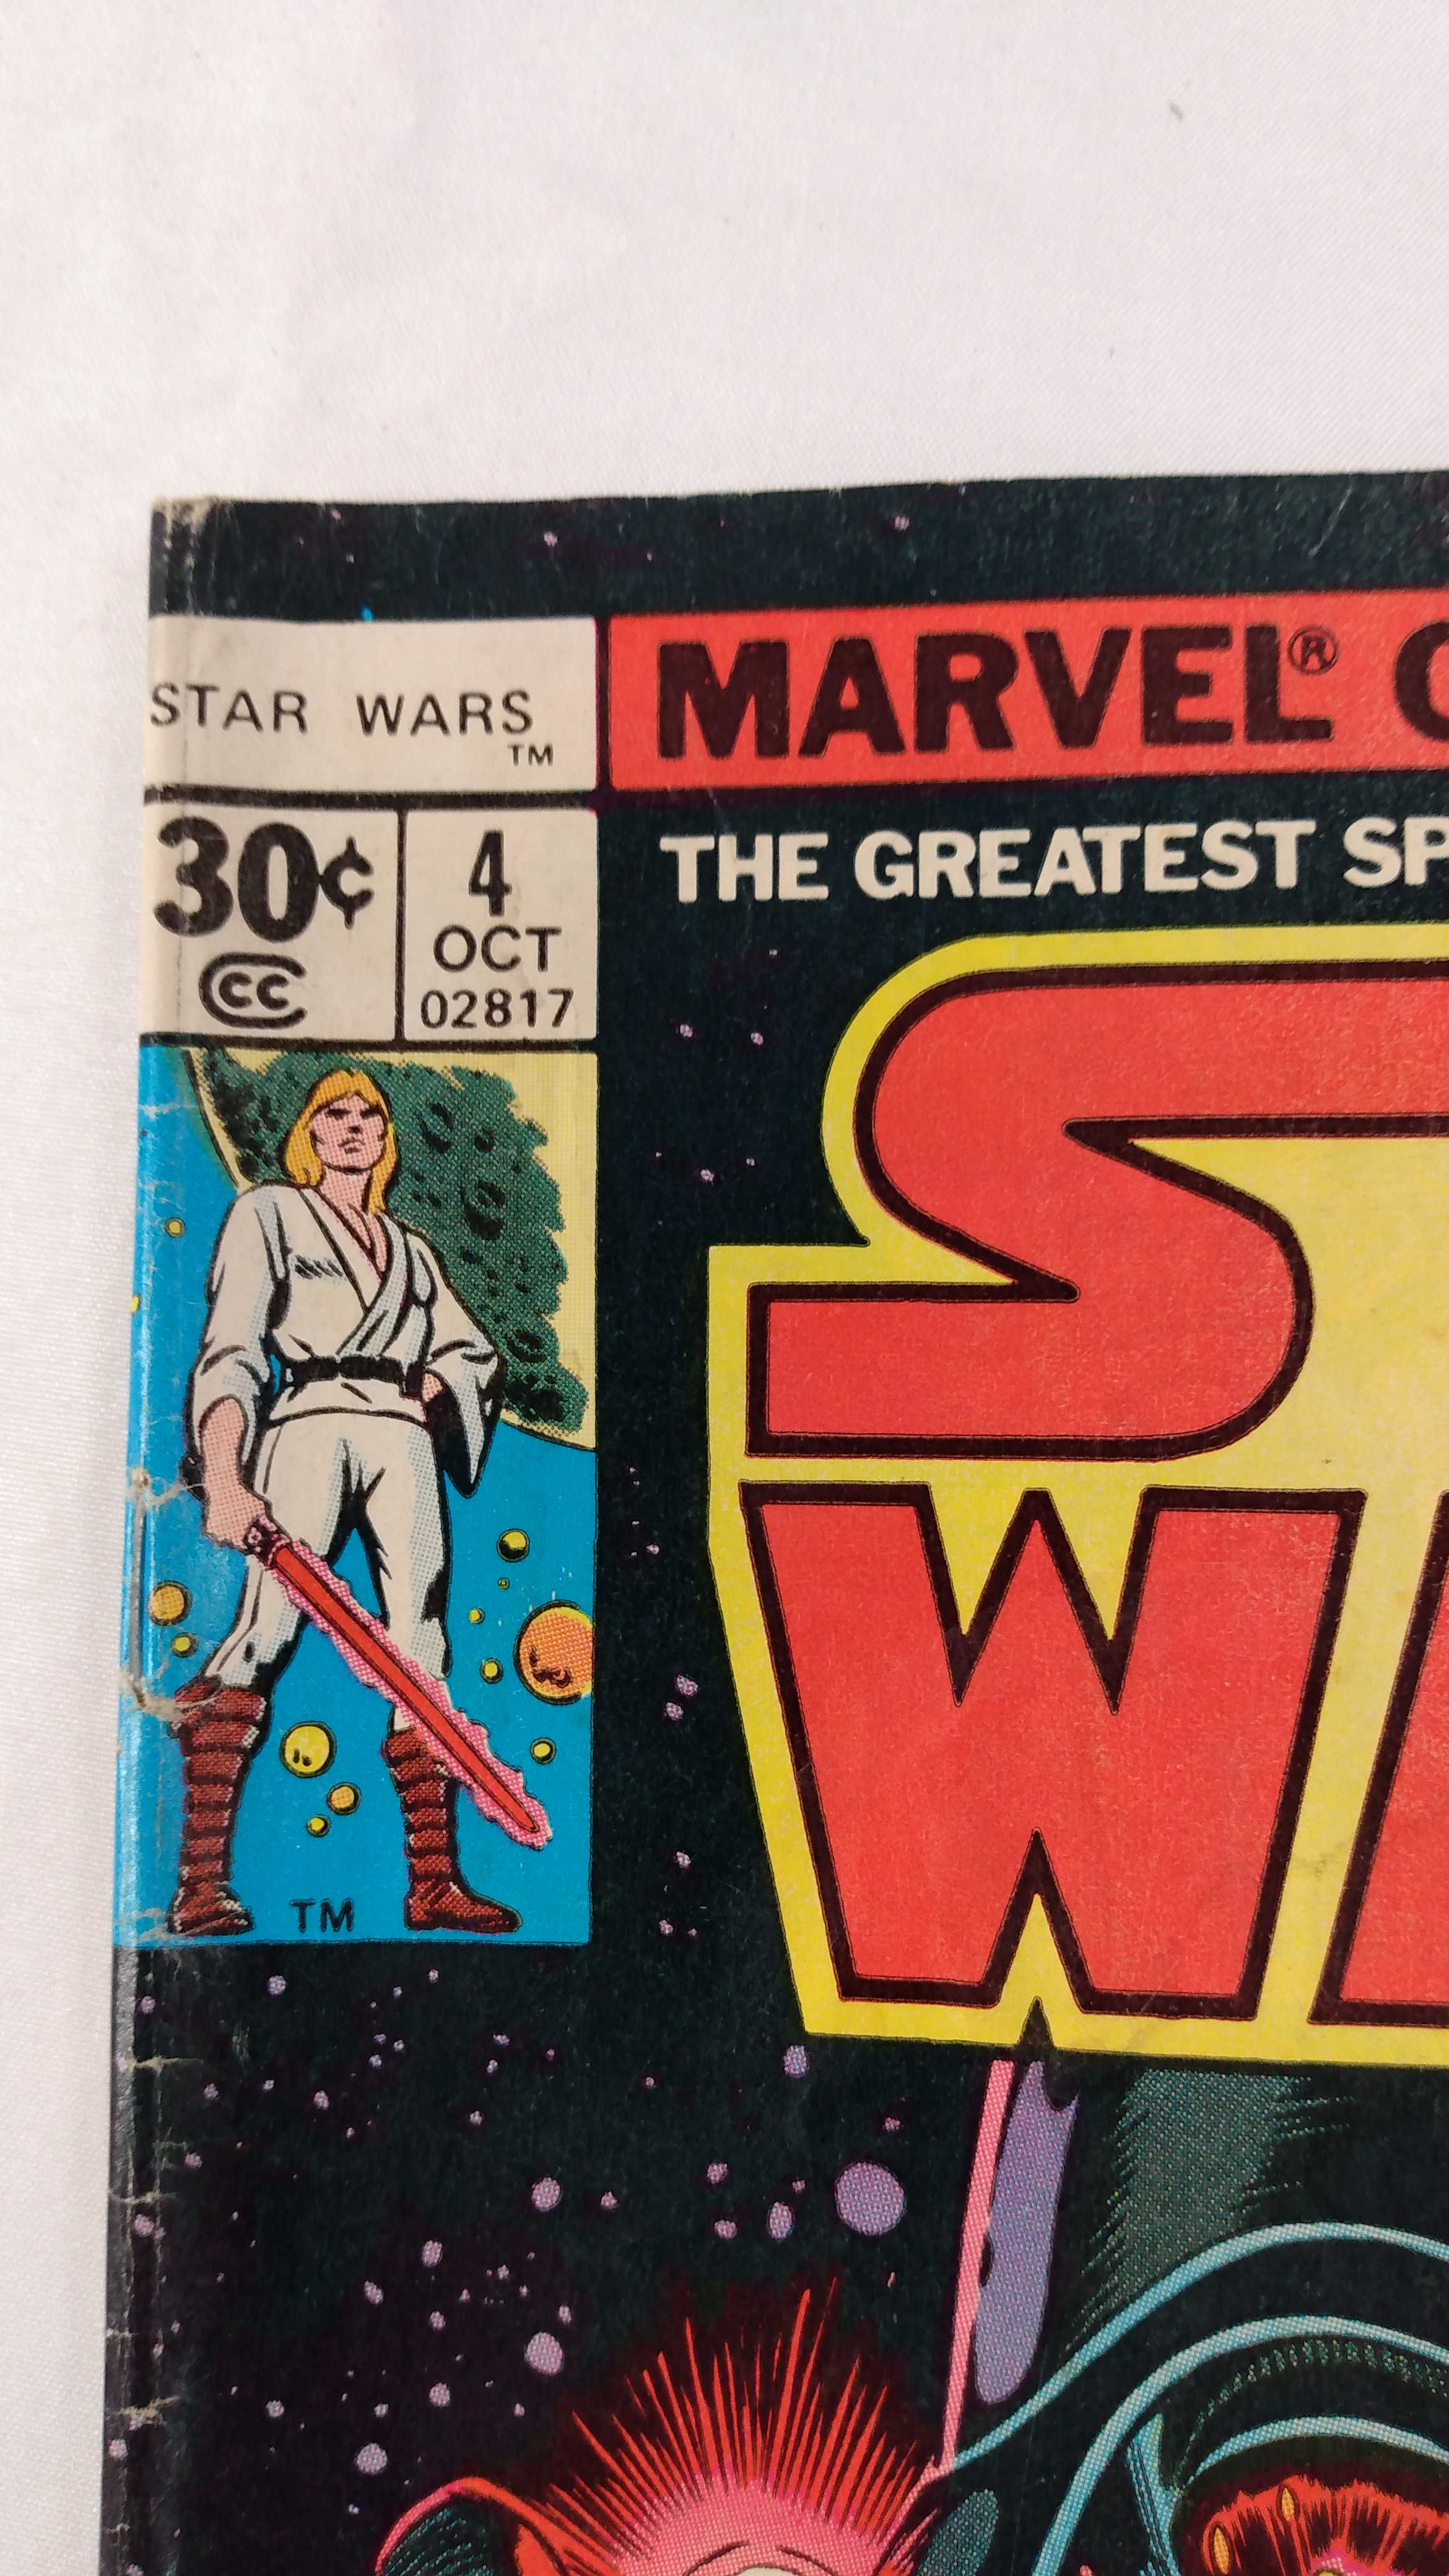 STAR WARS
TM
30¢
CC
4
OCT
02817
TM
MARVEL®
THE GREATEST